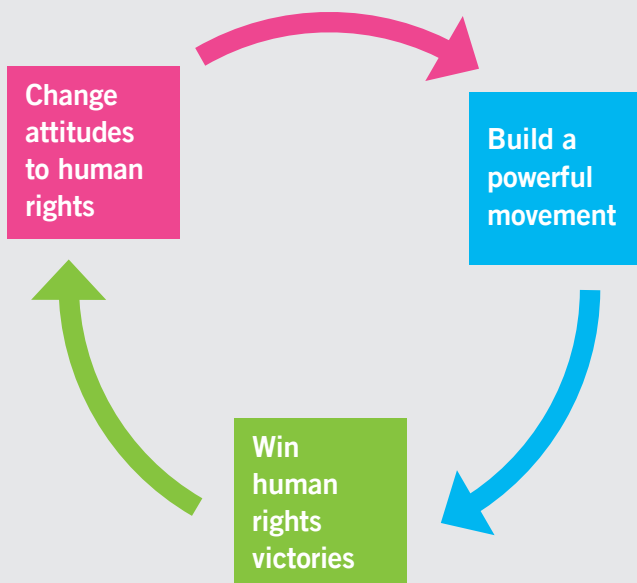 Change
attitudes
to human
rights
Build a
powerful
movement
Win
human
rights
victories